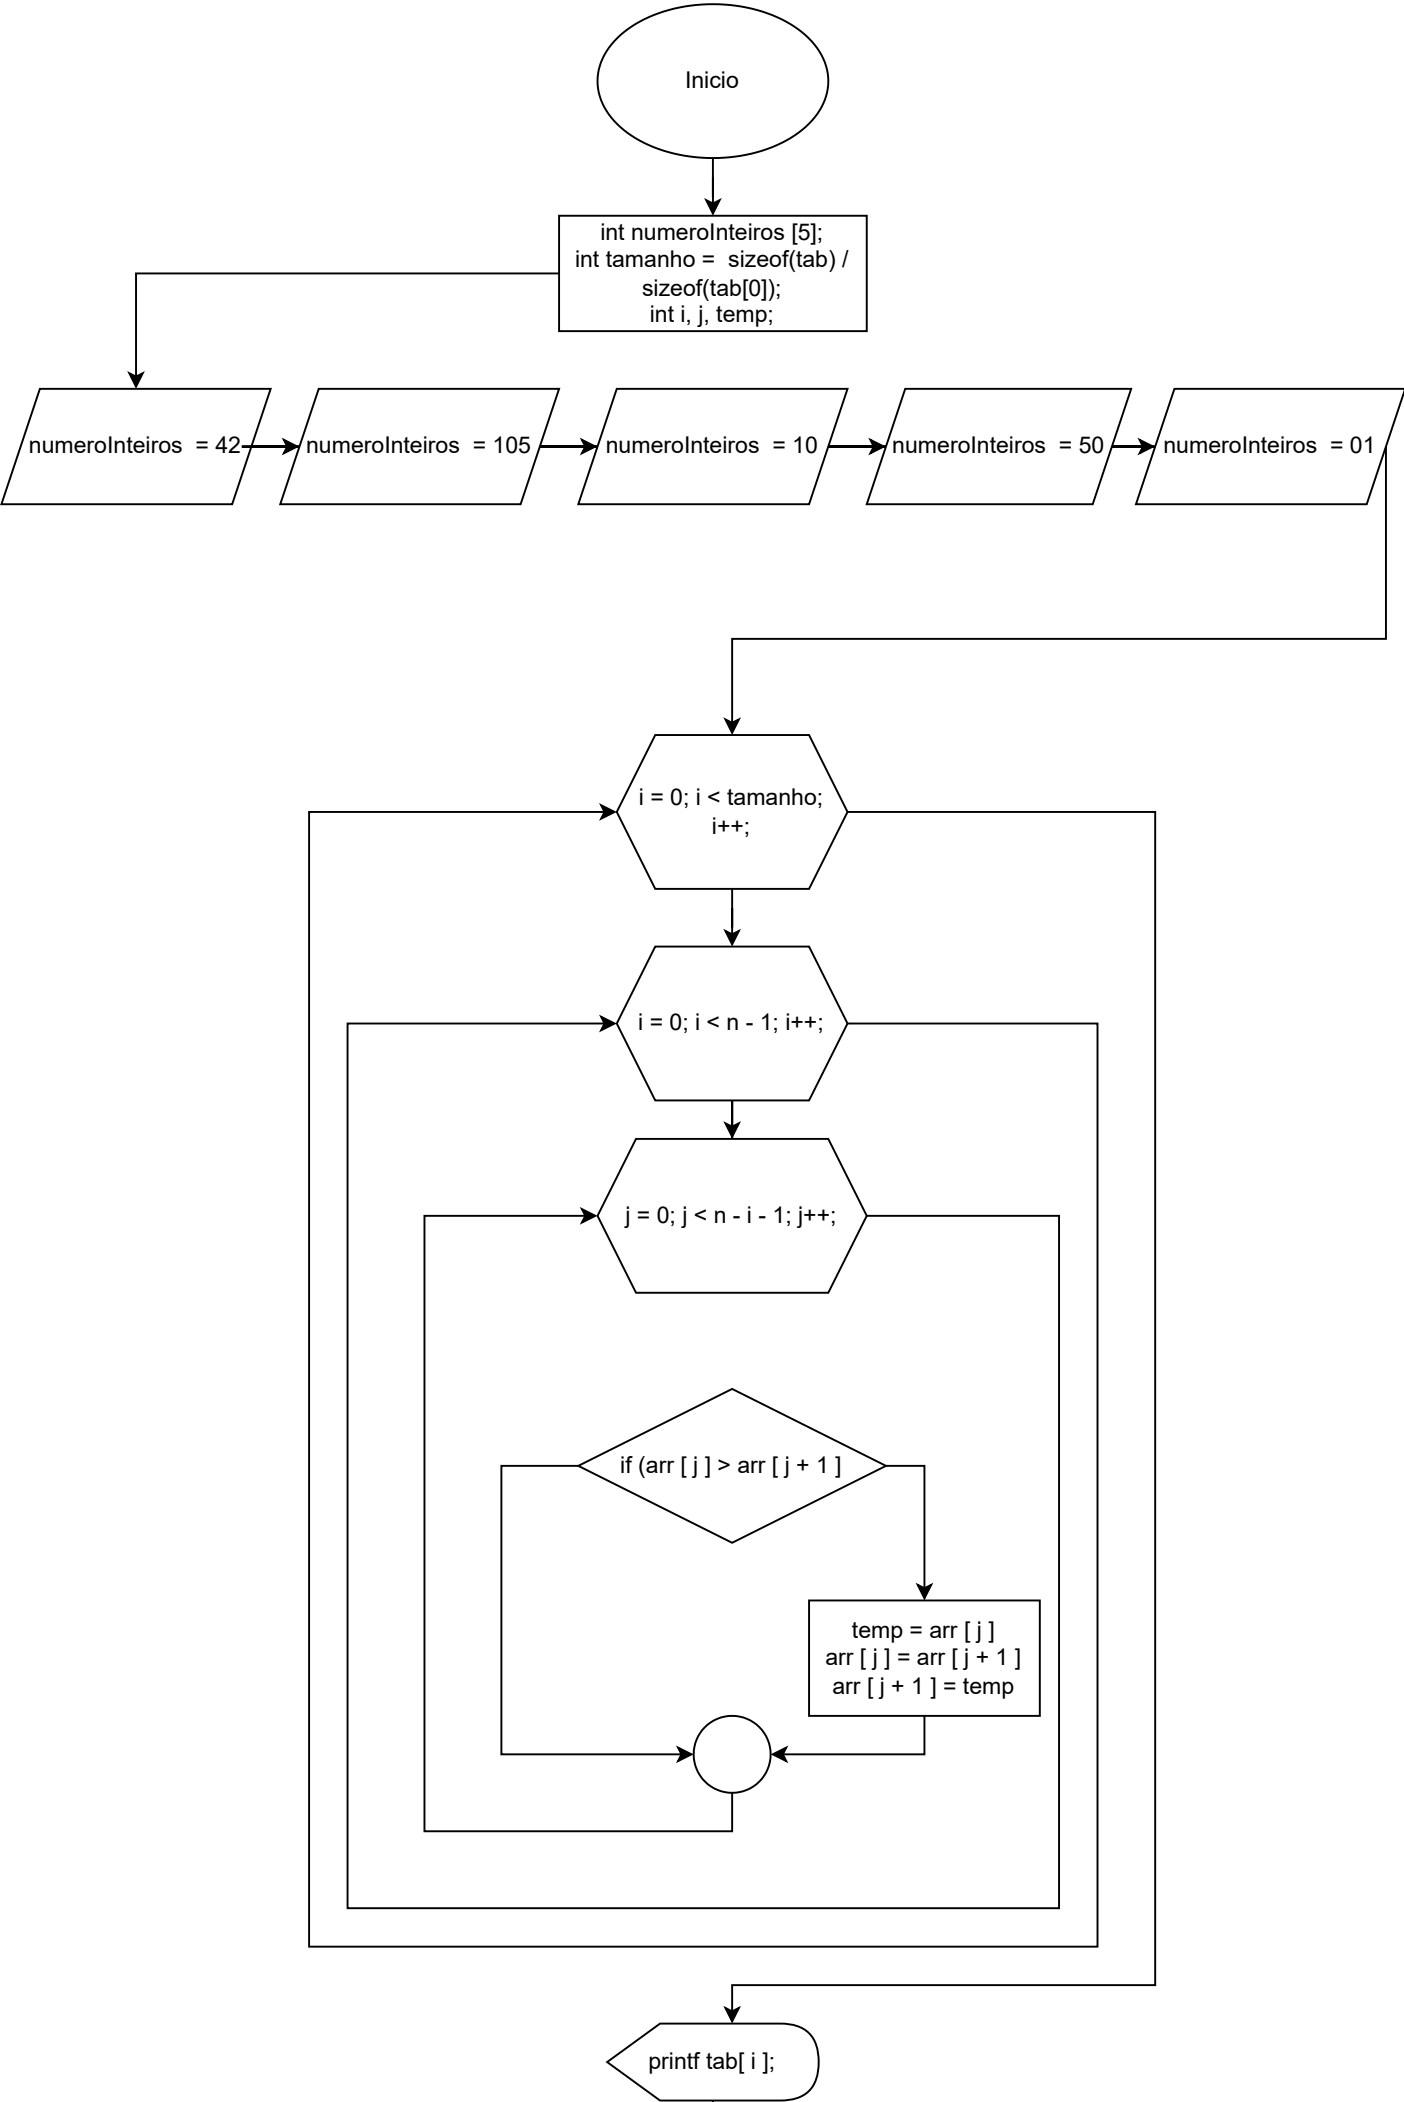 Inicio
int numeroInteiros [5];
int tamanho =  sizeof(tab) /
sizeof(tab[0]);
int i, j, temp;
numeroInteiros  = 42
numeroInteiros  = 105
numeroInteiros  = 10
numeroInteiros  = 50
numeroInteiros  = 01
i = 0; i < tamanho;
i++;
i = 0; i < n - 1; i++;
j = 0; j < n - i - 1; j++;
if (arr [ j ] > arr [ j + 1 ]
temp = arr [ j ]
arr [ j ] = arr [ j + 1 ]
arr [ j + 1 ] = temp
printf tab[ i ];